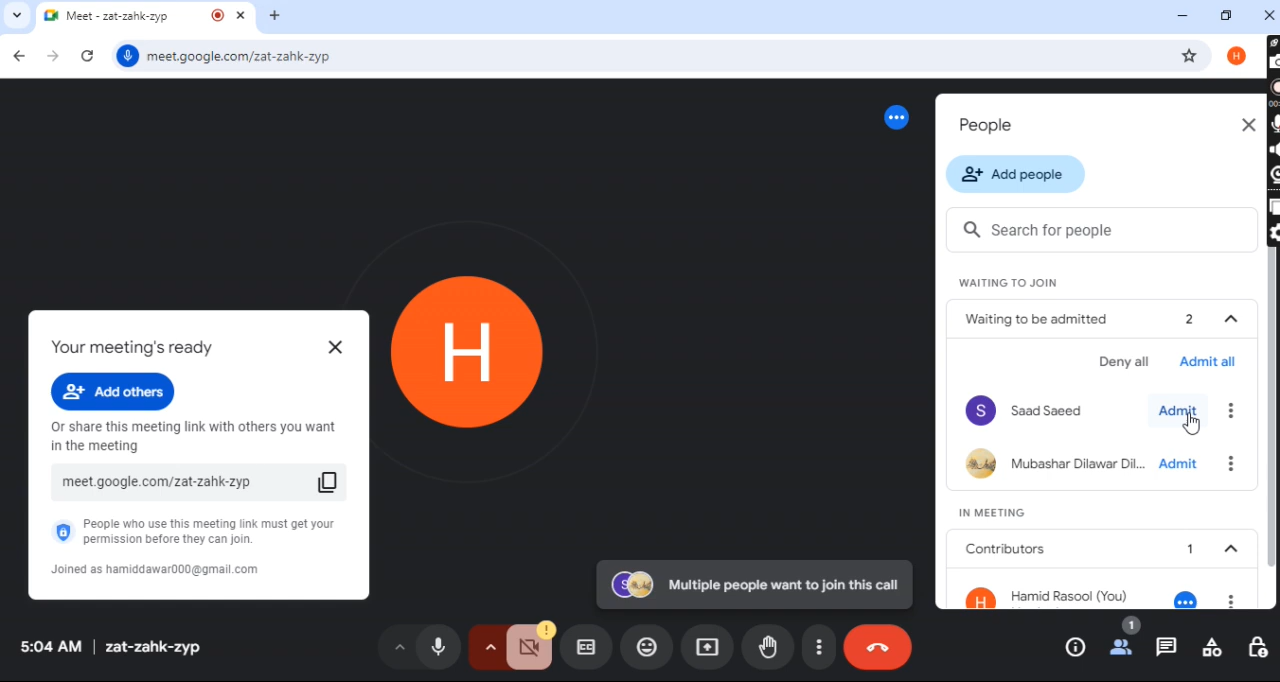 Meet - zat-zahk-zyp
meet.google.com/zat-zahk-zyp
H
People
Add people
Search for people
WAITING TO JOIN
Waiting to be admitted 2
Deny all Admit all
S Saad Saeed Admit
Mubashar Dilawar Dil... Admit
IN MEETING
Contributors 1
H Hamid Rasool (You)
H
Your meeting's ready
Add others
Or share this meeting link with others you want
in the meeting
meet.google.com/zat-zahk-zyp
People who use this meeting link must get your
permission before they can join.
Joined as hamiddawar000@gmail.com
S Multiple people want to join this call
5:04 AM | zat-zahk-zyp
!
CC
1